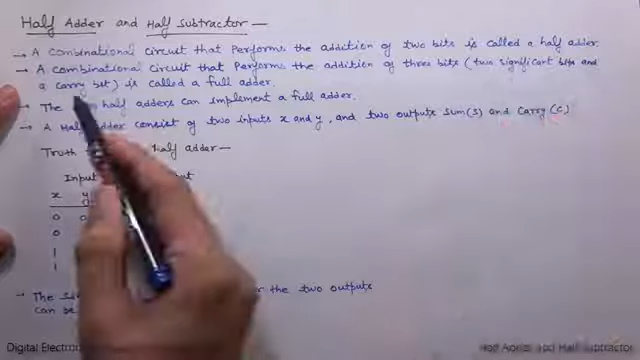 Half Adder and Half Subtractor —
→ A combinational circuit that performs the addition of two bits is called a half adder.
→ A combinational circuit that performs the addition of three bits (two significant bits and
a carry bit) is called a full adder.
→ The half adders can implement a full adder.
→ A Half adder consist of two inputs x and y, and two outputs sum(s) and carry (c)
Truth half adder —
Input
x y
0 0
0
1
1
→ The the two outputs
can be
Digital Electro Half Adder and Half Subtractor